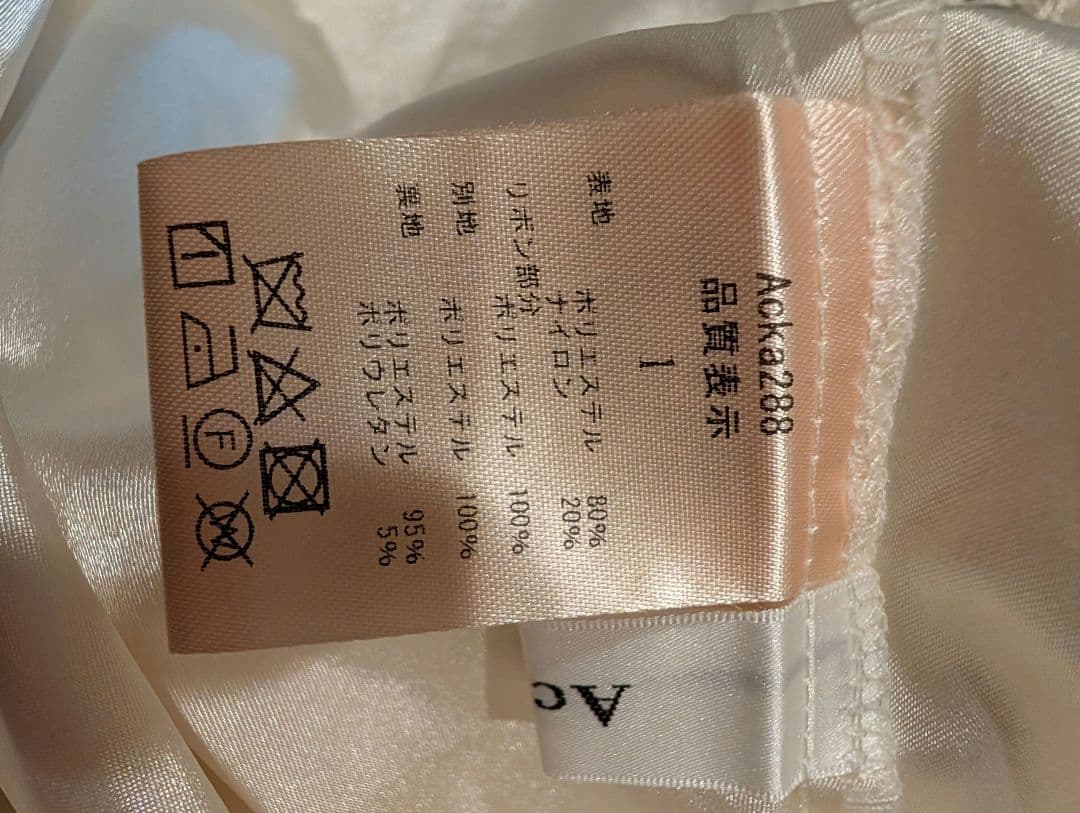 Acka288
品質表示
1
表地 ポリエステル 80%
ナイロン 20%
リボン部分 ポリエステル 100%
別地 ポリエステル 100%
裏地 ポリエステル 95%
ポリウレタン 5%
F
W
Ac